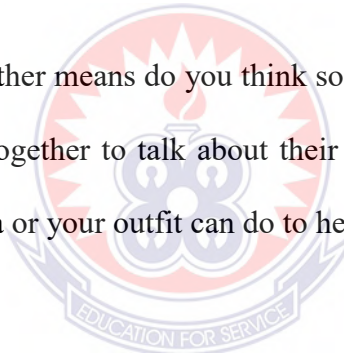 ther means do you think so
ogether to talk about their
a or your outfit can do to he
EDUCATION FOR SERVICE